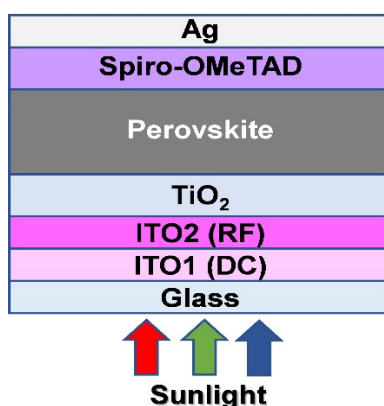 Ag
Spiro-OMeTAD
Perovskite
TiO₂
ITO2 (RF)
ITO1 (DC)
Glass
Sunlight